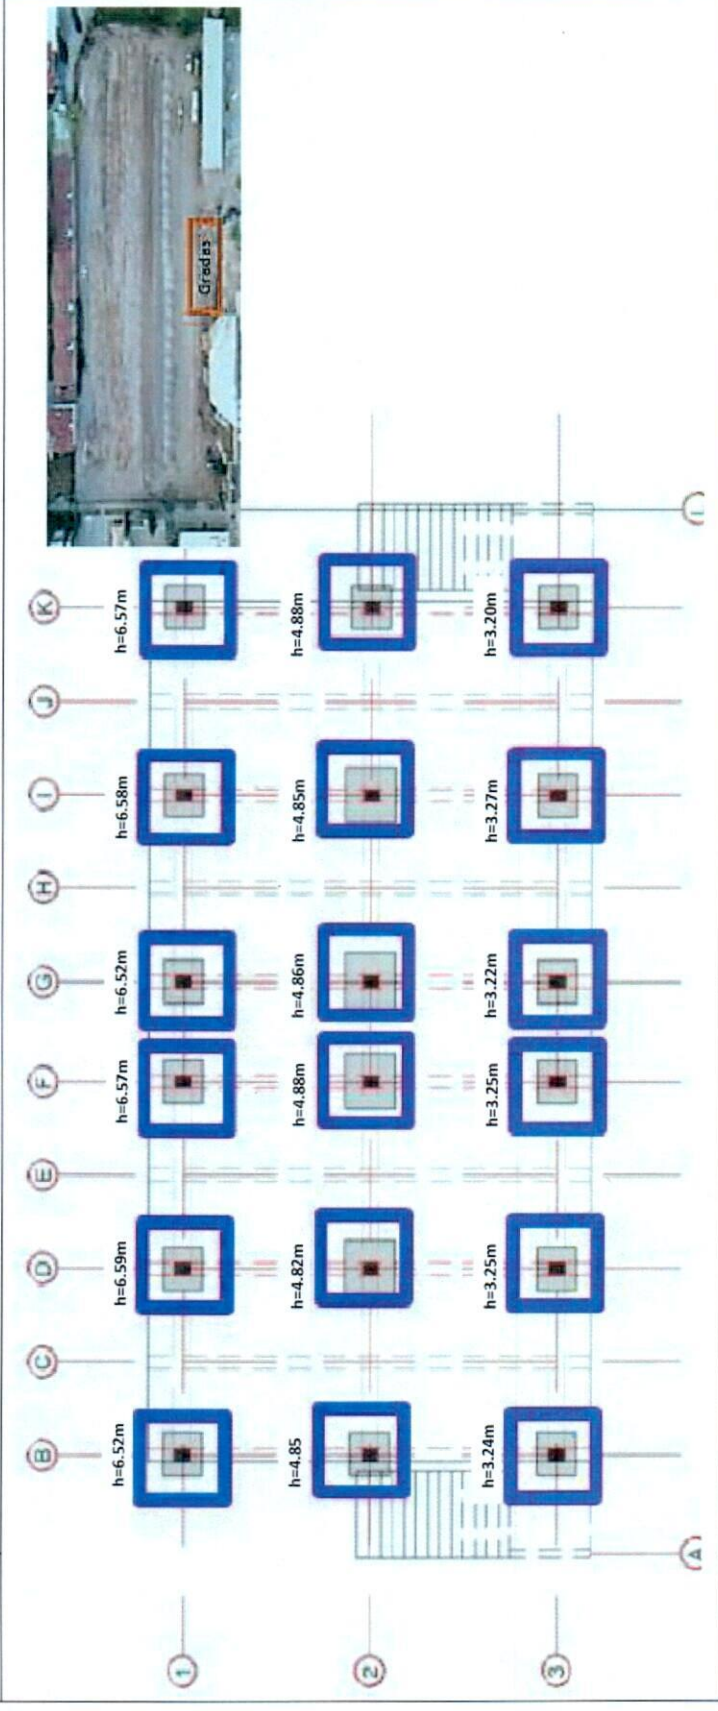 B C D E F G H I J K
h=6.52m h=6.59m h=6.57m h=6.52m h=6.58m h=6.57m
1
Gradas
h=4.85 h=4.82m h=4.88m h=4.86m h=4.85m h=4.88m
2
h=3.24m h=3.25m h=3.25m h=3.22m h=3.27m h=3.20m
3
A